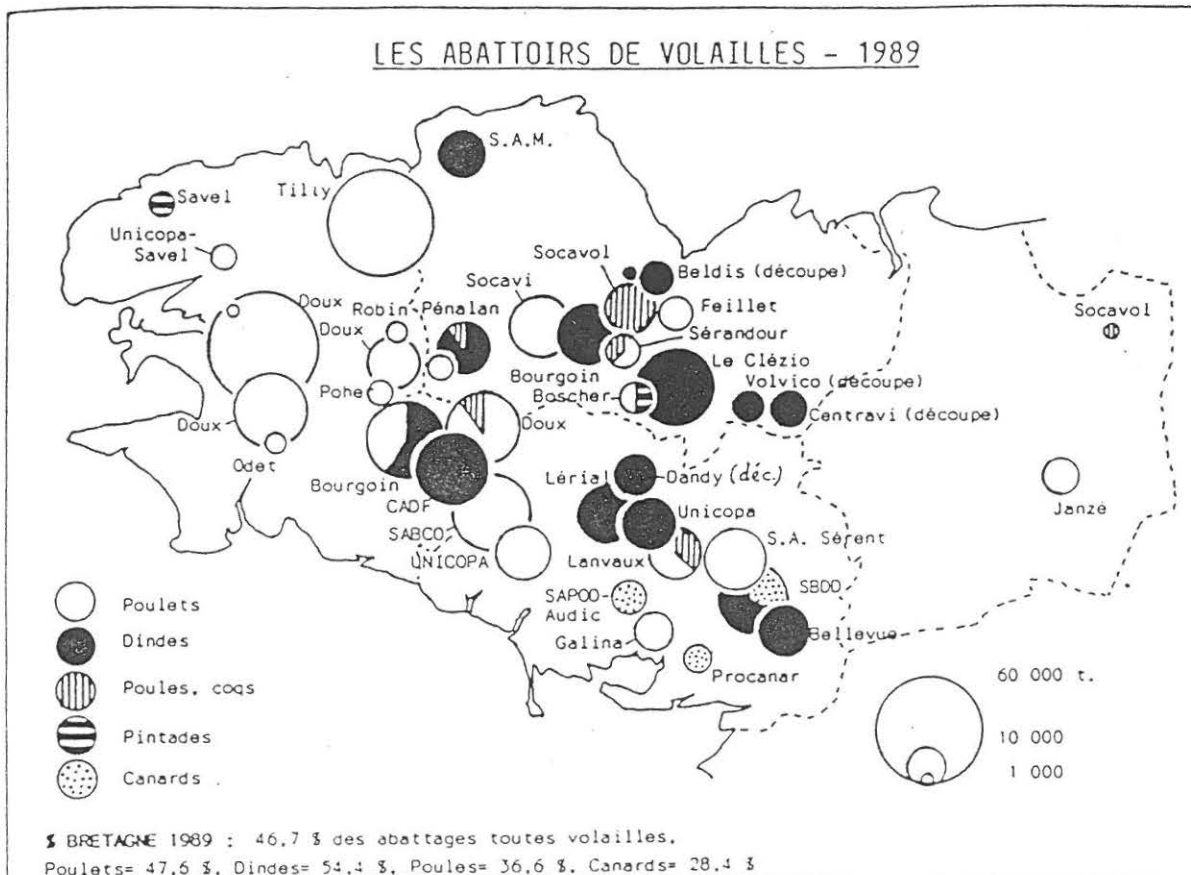 LES ABATTOIRS DE VOLAILLES - 1989
S.A.M.
Tilly
Savel
Unicopa-
Savel
Socavol
Beldis (découpe)
Socavi
Feillet
Socavol
Doux
Robin
Pénalan
Doux
Sérandour
Le Clézio
Bourgoin
Volvico (découpe)
Pohe
Boscher
Centravi (découpe)
Doux
Doux
Odet
Bourgoin
Lérial
Dandy (déc.)
CADF
Unicopa
Janzé
SABCO
S.A. Sérent
UNICOPA
Lanvaux
SAPOO-
Audic
SBDO
Galina
Bellevue
Procanar
Poulets
Dindes
Poules, coqs
Pintades
Canards
60 000 t.
10 000
1 000
% BRETAGNE 1989 : 46,7 % des abattages toutes volailles,
Poulets= 47,6 %, Dindes= 54,4 %, Poules= 36,6 %, Canards= 28,4 %